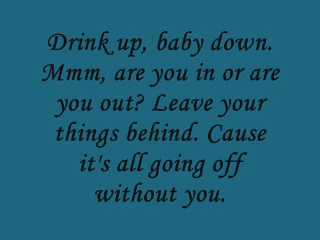 Drink up, baby down.
Mmm, are you in or are
you out? Leave your
things behind. Cause
it's all going off
without you.